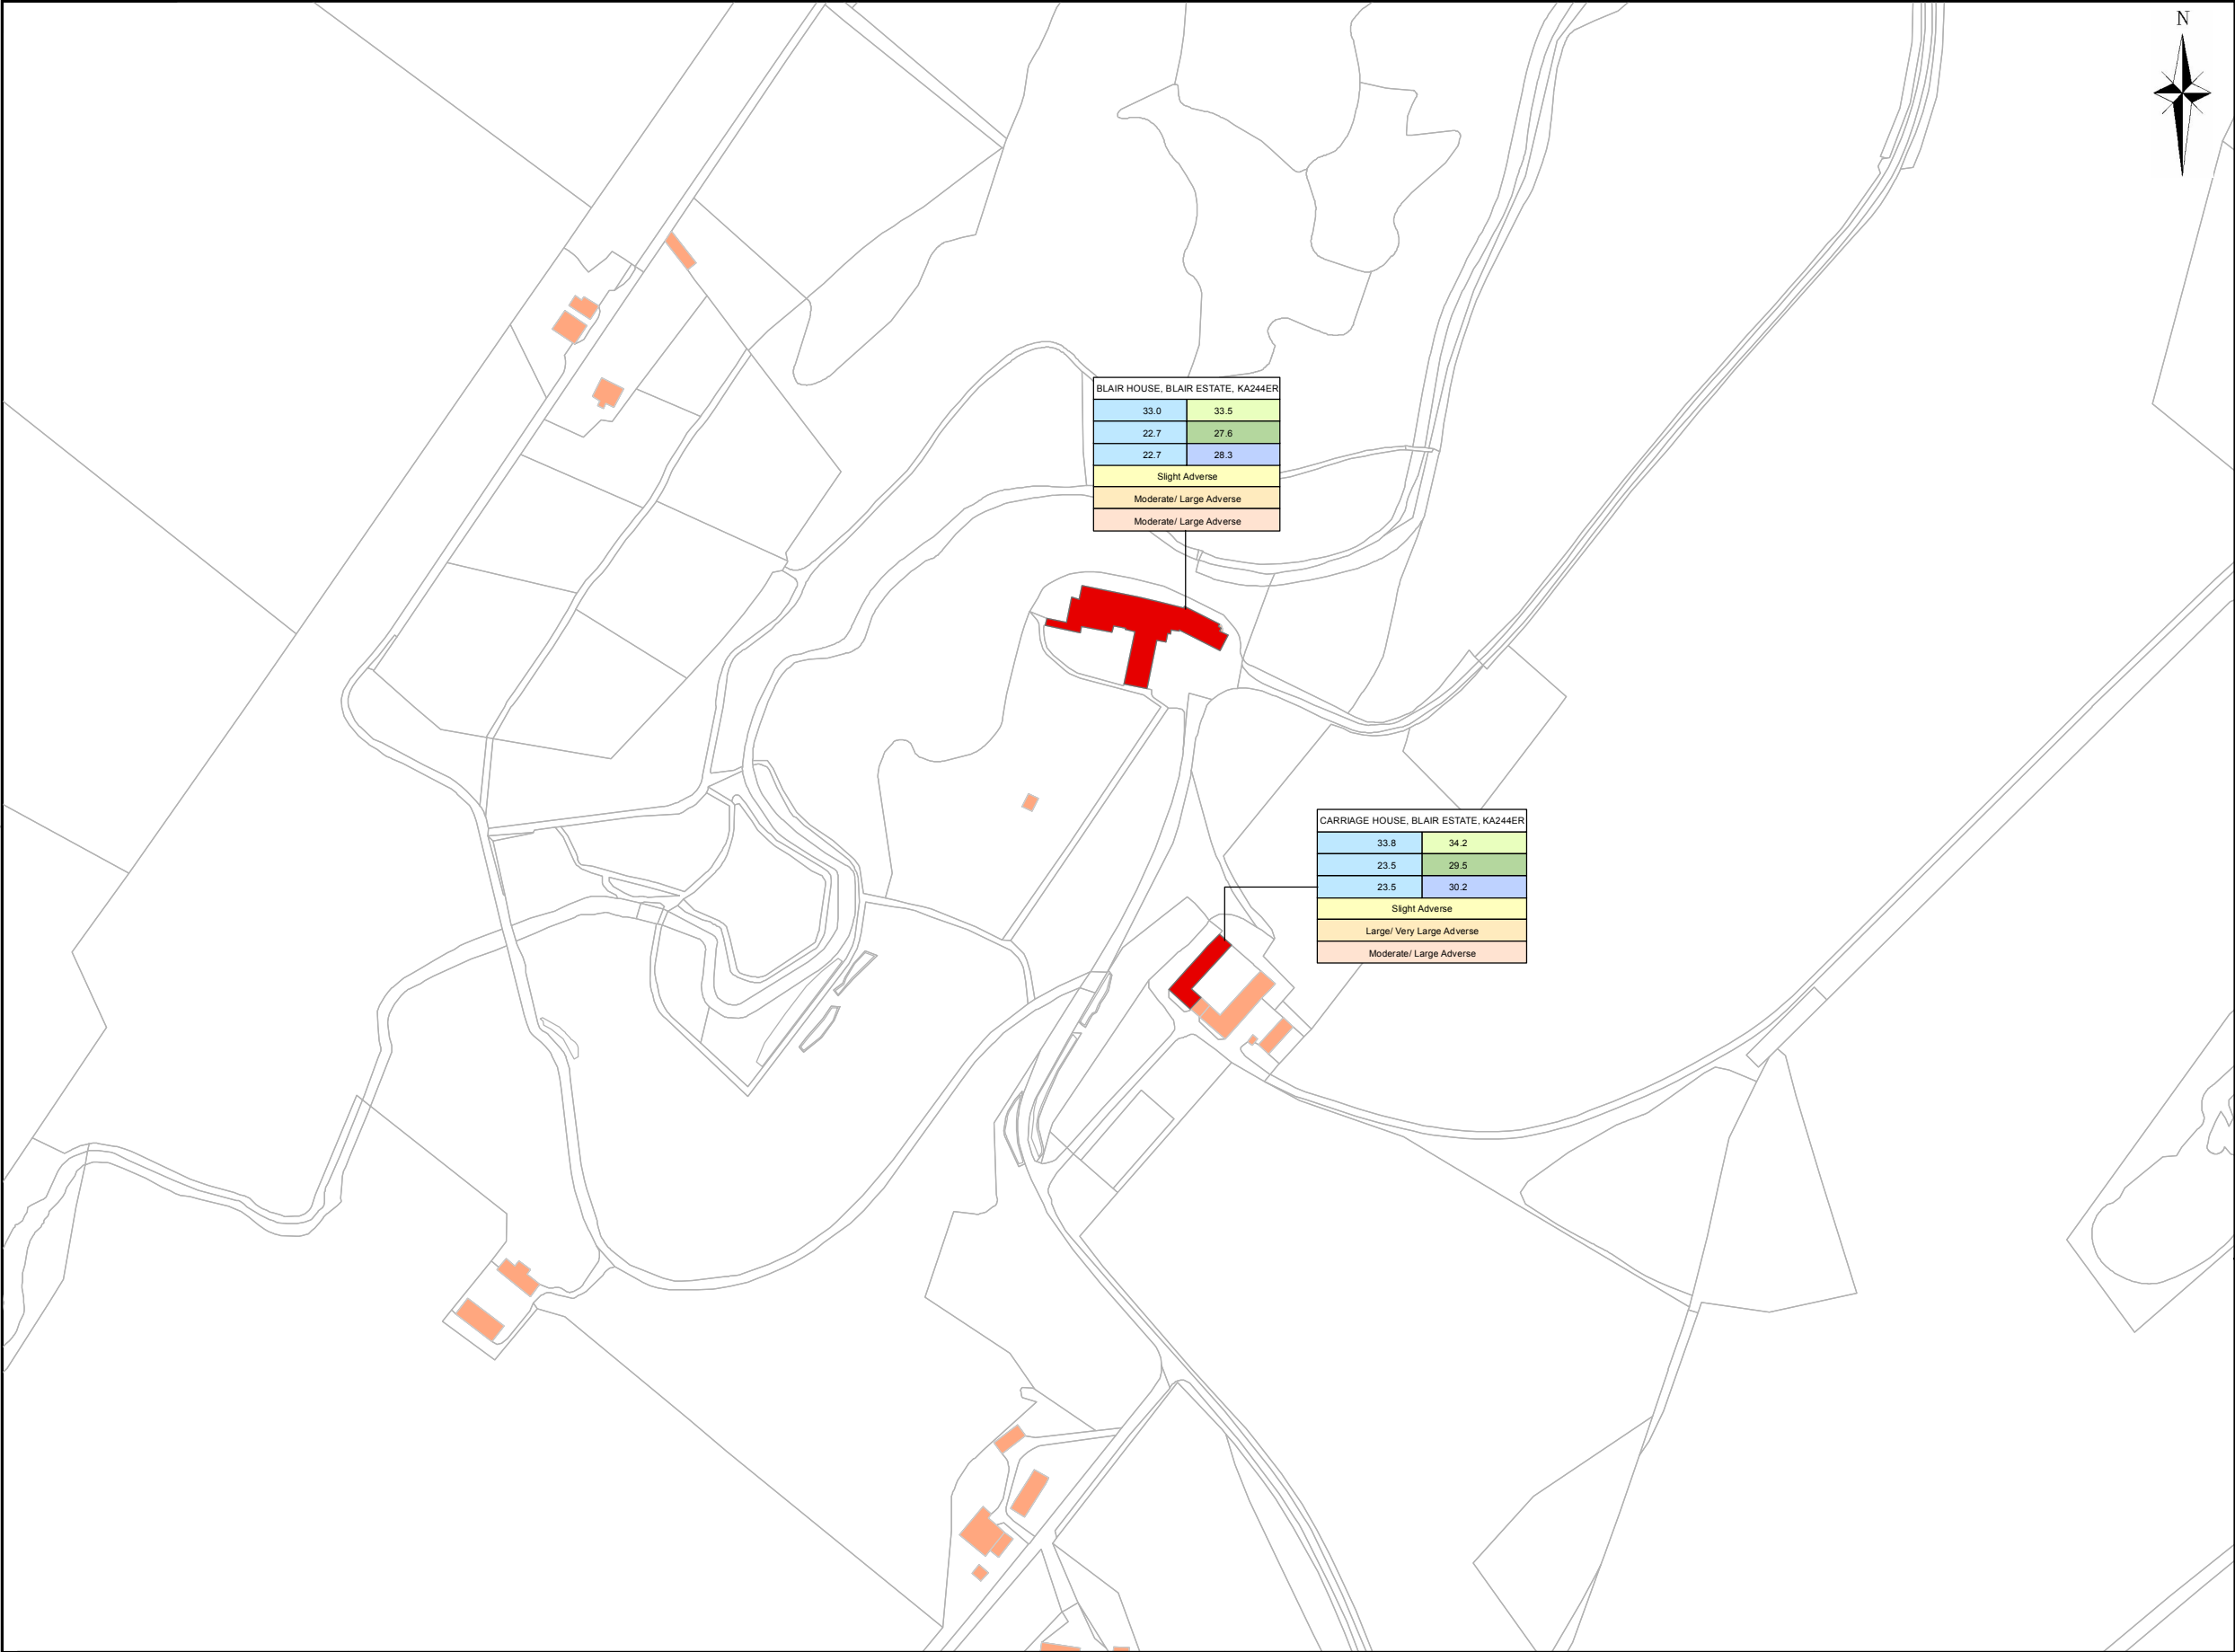 N
BLAIR HOUSE, BLAIR ESTATE, KA244ER
33.0 33.5
22.7 27.6
22.7 28.3
Slight Adverse
Moderate/ Large Adverse
Moderate/ Large Adverse
CARRIAGE HOUSE, BLAIR ESTATE, KA244ER
33.8 34.2
23.5 29.5
23.5 30.2
Slight Adverse
Large/ Very Large Adverse
Moderate/ Large Adverse